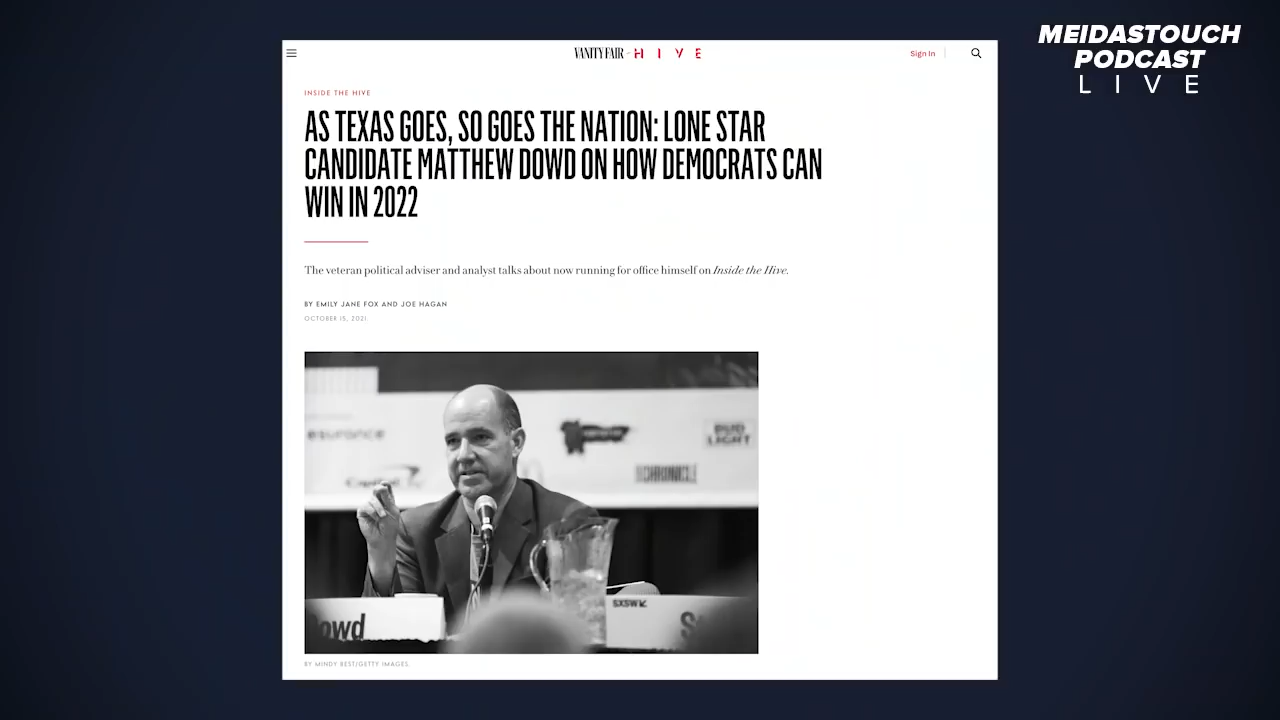 MEIDASTOUCH
PODCAST
LIVE
VANITY FAIR HIVE
Sign In
INSIDE THE HIVE
AS TEXAS GOES, SO GOES THE NATION: LONE STAR
CANDIDATE MATTHEW DOWD ON HOW DEMOCRATS CAN
WIN IN 2022
The veteran political adviser and analyst talks about now running for office himself on Inside the Hive.
BY EMILY JANE FOX AND JOE HAGAN
OCTOBER 15, 2021
esurance
BUD
LIGHT
Capital
CHRONICLE
SXSW
owd
S
BY MINDY BEST/GETTY IMAGES.